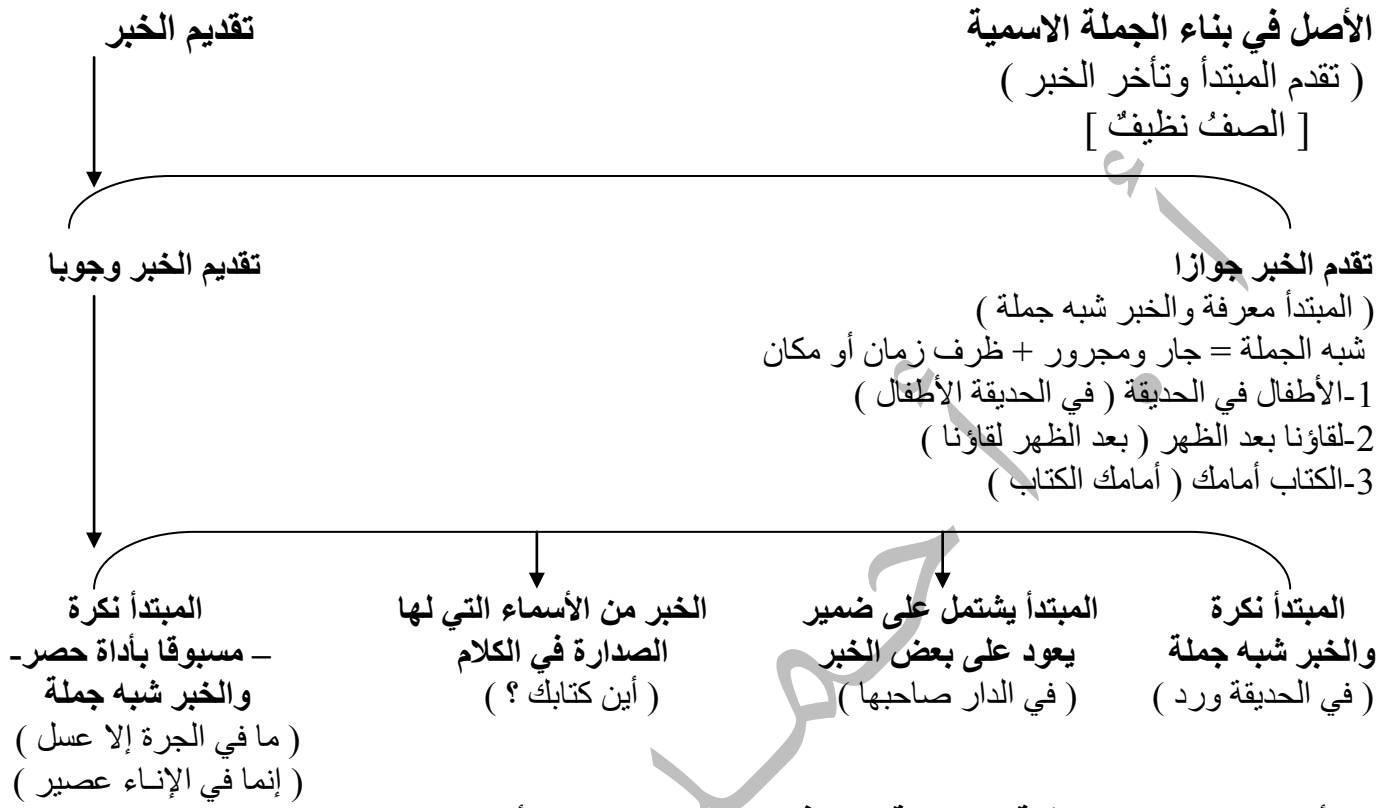 الأصل في بناء الجملة الاسمية
( تقدم المبتدأ وتأخر الخبر )
[ الصفُ نظيفٌ ]
تقديم الخبر
تقدم الخبر جوازا
( المبتدأ معرفة والخبر شبه جملة )
شبه الجملة = جار ومجرور + ظرف زمان أو مكان
1-الأطفال في الحديقة ( في الحديقة الأطفال )
2-لقاؤنا بعد الظهر ( بعد الظهر لقاؤنا )
3-الكتاب أمامك ( أمامك الكتاب )
تقديم الخبر وجوبا
المبتدأ نكرة
والخبر شبه جملة
( في الحديقة ورد )
المبتدأ يشتمل على ضمير
يعود على بعض الخبر
( في الدار صاحبها )
الخبر من الأسماء التي لها
الصدارة في الكلام
( أين كتابك ؟ )
المبتدأ نكرة
– مسبوقا بأداة حصر-
والخبر شبه جملة
( ما في الجرة إلا عسل )
( إنما في الإناء عصير )